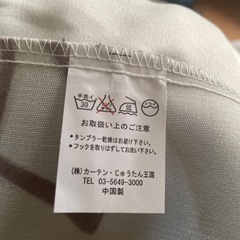 手洗イ
30
お取扱い上のご注意
*タンブラー乾燥はお避け下さい。
*フックを取りはずしてお洗い下さい。
(株)カーテン・じゅうたん王国
TEL 03-5649-3000
中国製